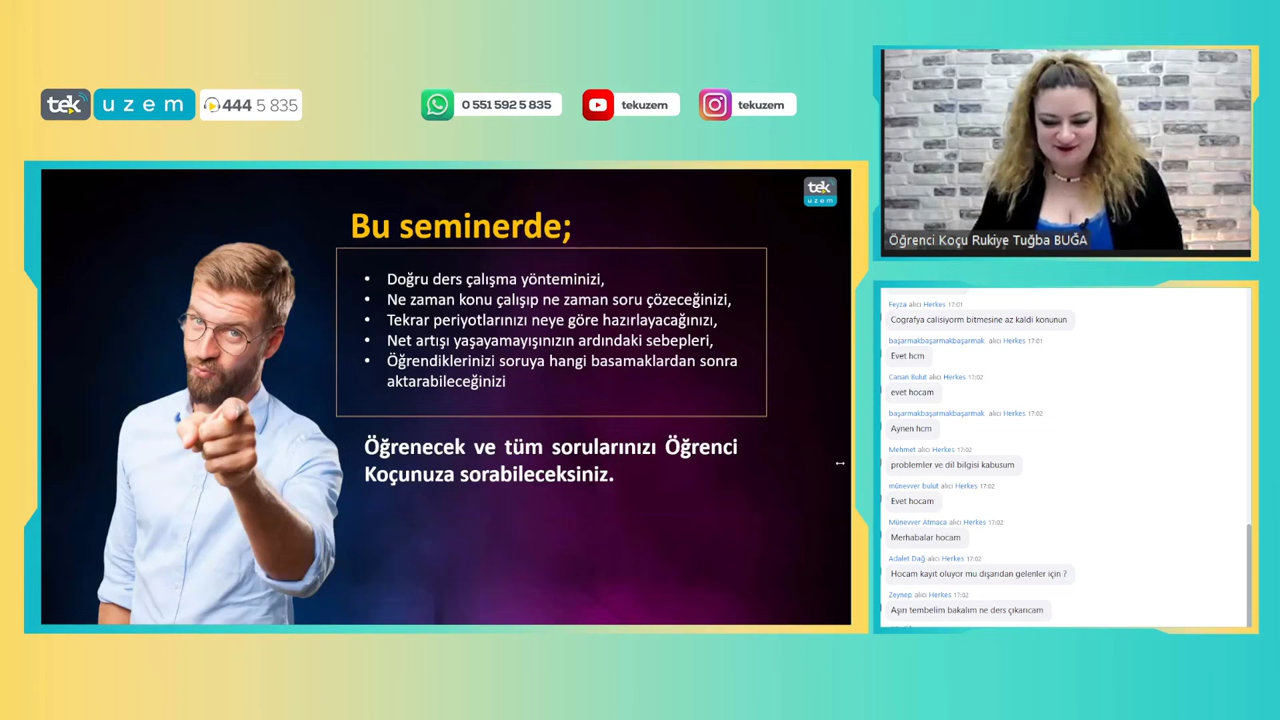 tek uzem 444 5 835
0 551 592 5 835
tekuzem
tekuzem
tek
uzem
Bu seminerde;
• Doğru ders çalışma yönteminizi,
• Ne zaman konu çalışıp ne zaman soru çözeceğinizi,
• Tekrar periyotlarınızı neye göre hazırlayacağınızı,
• Net artışı yaşayamayışınızın ardındaki sebepleri,
• Öğrendiklerinizi soruya hangi basamaklardan sonra
aktarabileceğinizi
Öğrenecek ve tüm sorularınızı Öğrenci
Koçunuza sorabileceksiniz.
Öğrenci Koçu Rukiye Tuğba BUĞA
Feyza alıcı Herkes 17:01
Cografya calisiyorm bitmesine az kaldi konunun
başarmakbaşarmakbaşarmak alıcı Herkes 17:01
Evet hcm
Canan Bulut alıcı Herkes 17:02
evet hocam
başarmakbaşarmakbaşarmak alıcı Herkes 17:02
Aynen hcm
Mehmet alıcı Herkes 17:02
problemler ve dil bilgisi kabusum
münevver bulut alıcı Herkes 17:02
Evet hocam
Münevver Atmaca alıcı Herkes 17:02
Merhabalar hocam
Adalet Dağ alıcı Herkes 17:02
Hocam kayıt oluyor mu dışarıdan gelenler için ?
Zeynep alıcı Herkes 17:02
Aşırı tembelim bakalım ne ders çıkarıcam